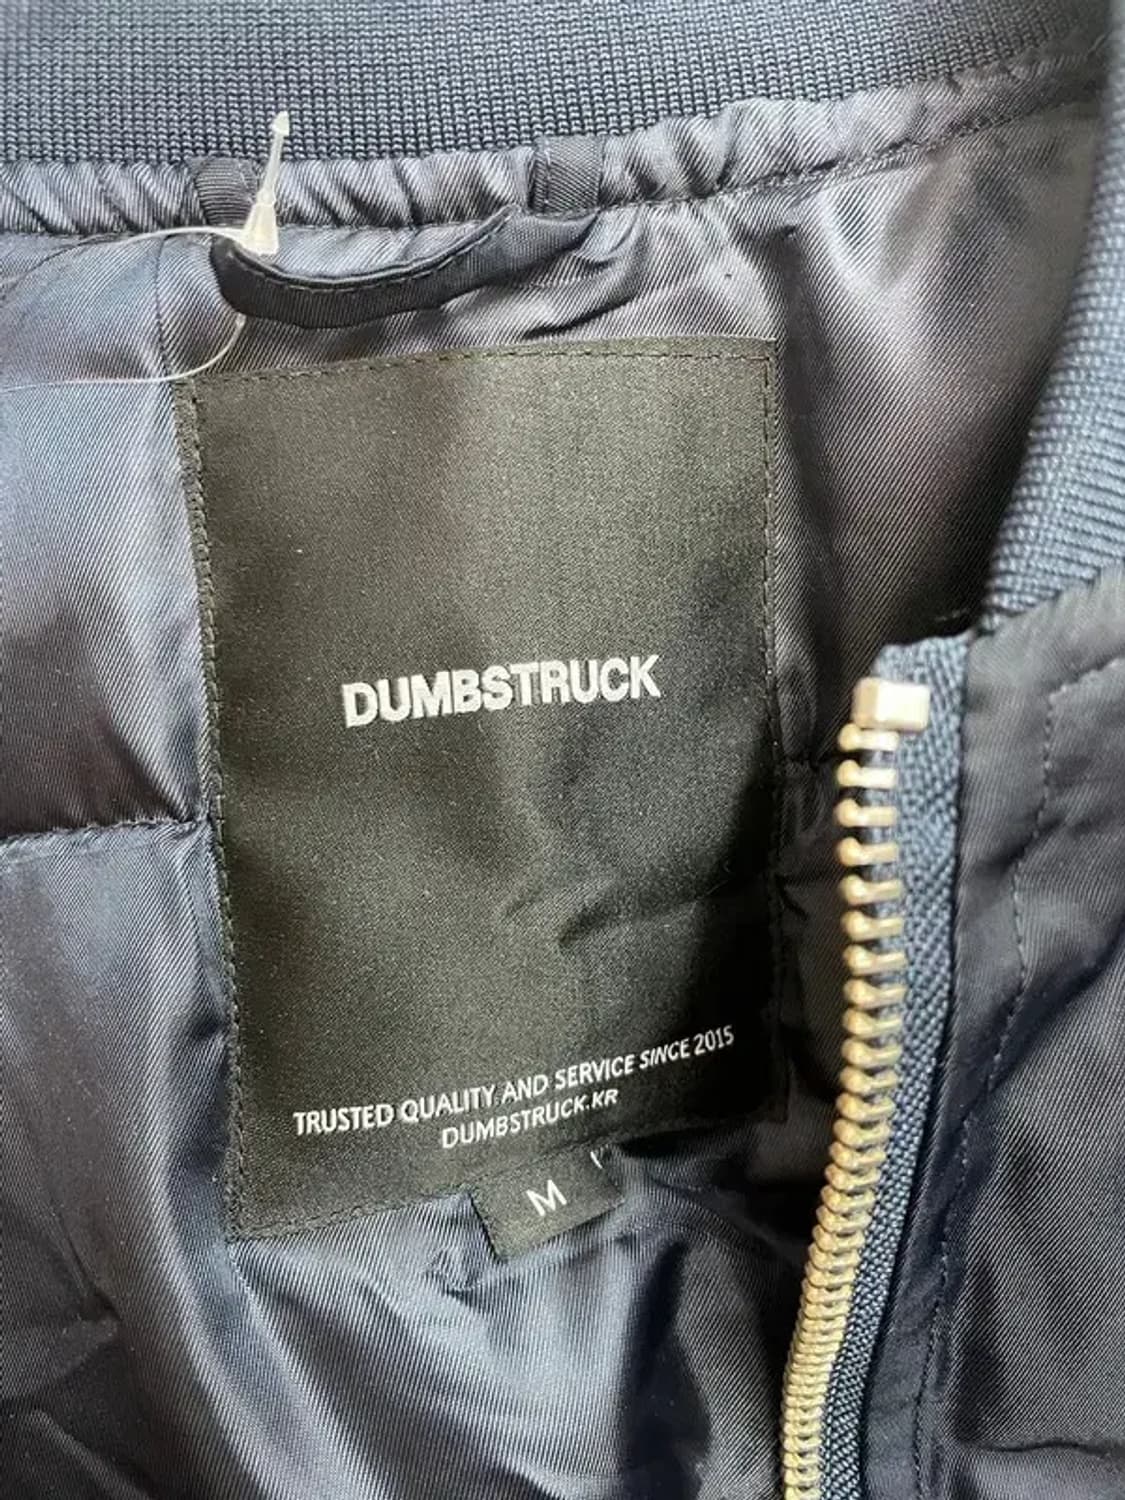 DUMBSTRUCK
TRUSTED QUALITY AND SERVICE SINCE 2015
DUMBSTRUCK.KR
M